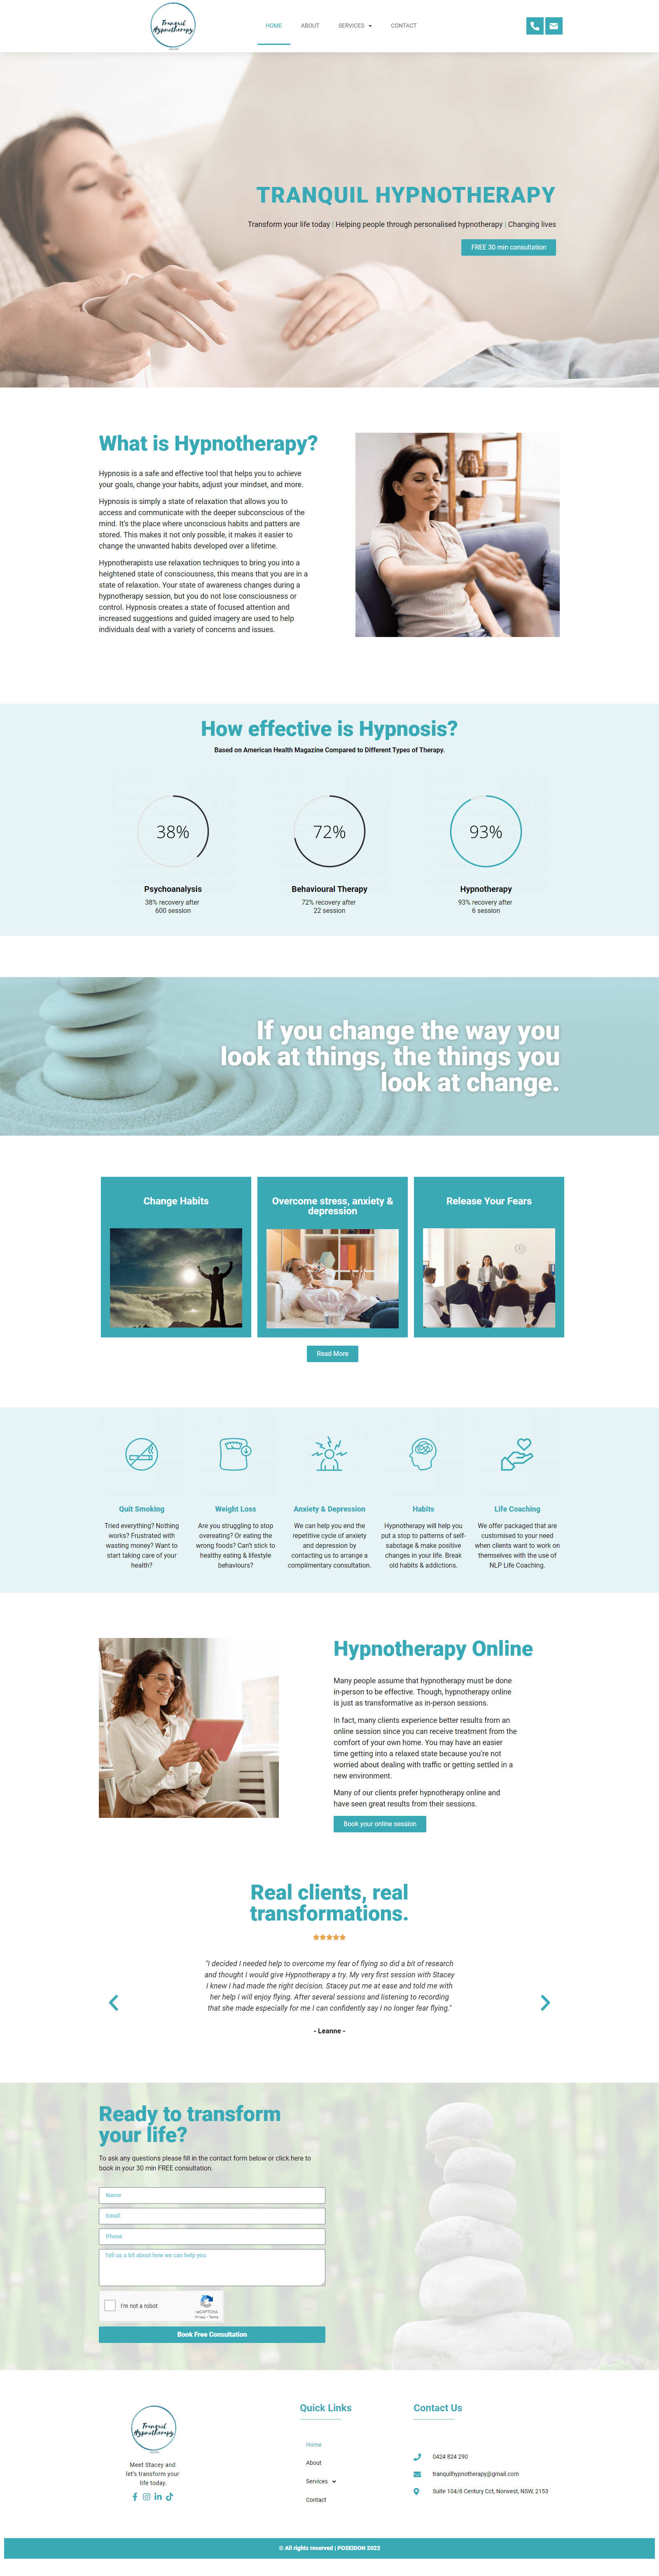 Tranquil
Hypnotherapy
HOME
ABOUT
SERVICES
CONTACT
TRANQUIL HYPNOTHERAPY
Transform your life today | Helping people through personalised hypnotherapy | Changing lives
FREE 30 min consultation
What is Hypnotherapy?
Hypnosis is a safe and effective tool that helps you to achieve
your goals, change your habits, adjust your mindset, and more.
Hypnosis is simply a state of relaxation that allows you to
access and communicate with the deeper subconscious of the
mind. It's the place where unconscious habits and patters are
stored. This makes it not only possible, it makes it easier to
change the unwanted habits developed over a lifetime.
Hypnotherapists use relaxation techniques to bring you into a
heightened state of consciousness, this means that you are in a
state of relaxation. Your state of awareness changes during a
hypnotherapy session, but you do not lose consciousness or
control. Hypnosis creates a state of focused attention and
increased suggestions and guided imagery are used to help
individuals deal with a variety of concerns and issues.
How effective is Hypnosis?
Based on American Health Magazine Compared to Different Types of Therapy.
38%
72%
93%
Psychoanalysis
38% recovery after
600 session
Behavioural Therapy
72% recovery after
22 session
Hypnotherapy
93% recovery after
6 session
If you change the way you
look at things, the things you
look at change.
Change Habits
Overcome stress, anxiety &
depression
Release Your Fears
Read More
Quit Smoking
Tried everything? Nothing
works? Frustrated with
wasting money? Want to
start taking care of your
health?
Weight Loss
Are you struggling to stop
overeating? Or eating the
wrong foods? Can't stick to
healthy eating & lifestyle
behaviours?
Anxiety & Depression
We can help you end the
repetitive cycle of anxiety
and depression by
contacting us to arrange a
complimentary consultation.
Habits
Hypnotherapy will help you
put a stop to patterns of self-
sabotage & make positive
changes in your life. Break
old habits & addictions.
Life Coaching
We offer packaged that are
customised to your need
when clients want to work on
themselves with the use of
NLP Life Coaching.
Hypnotherapy Online
Many people assume that hypnotherapy must be done
in-person to be effective. Though, hypnotherapy online
is just as transformative as in-person sessions.
In fact, many clients experience better results from an
online session since you can receive treatment from the
comfort of your own home. You may have an easier
time getting into a relaxed state because you're not
worried about dealing with traffic or getting settled in a
new environment.
Many of our clients prefer hypnotherapy online and
have seen great results from their sessions.
Book your online session
Real clients, real
transformations.
"I decided I needed help to overcome my fear of flying so did a bit of research
and thought I would give Hypnotherapy a try. My very first session with Stacey
I knew I had made the right decision. Stacey put me at ease and told me with
her help I will enjoy flying. After several sessions and listening to recording
that she made especially for me I can confidently say I no longer fear flying."
- Leanne -
Ready to transform
your life?
To ask any questions please fill in the contact form below or click here to
book in your 30 min FREE consultation.
Name
Email
Phone
Tell us a bit about how we can help you
I'm not a robot
reCAPTCHA
Privacy - Terms
Book Free Consultation
Tranquil
Hypnotherapy
Meet Stacey and
let's transform your
life today.
Quick Links
Home
About
Services
Contact
Contact Us
0424 824 290
tranquilhypnotherapy@gmail.com
Suite 104/8 Century Cct, Norwest, NSW, 2153
© All rights reserved | POSEIDON 2022